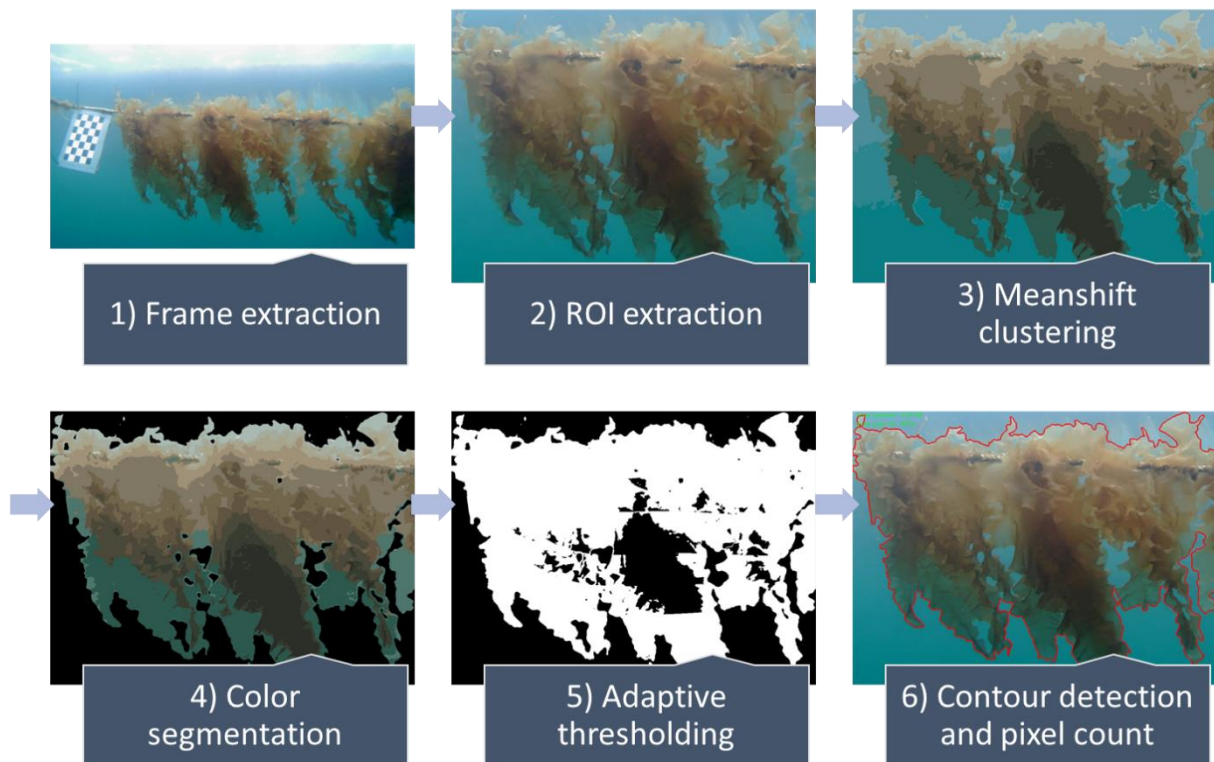 1) Frame extraction
2) ROI extraction
3) Meanshift
clustering
4) Color
segmentation
5) Adaptive
thresholding
6) Contour detection
and pixel count